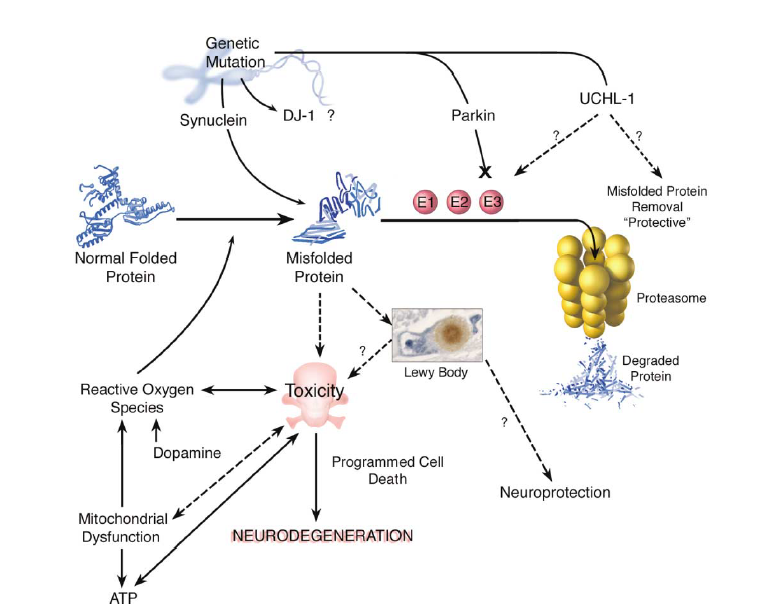 Genetic
Mutation
Synuclein
DJ-1 ?
Parkin
UCHL-1
?
?
X
E1 E2 E3
Misfolded Protein
Removal
“Protective”
Normal Folded
Protein
Misfolded
Protein
Proteasome
Degraded
Protein
?
Lewy Body
Reactive Oxygen
Species
Toxicity
Dopamine
?
Programmed Cell
Death
Neuroprotection
Mitochondrial
Dysfunction
NEURODEGENERATION
ATP